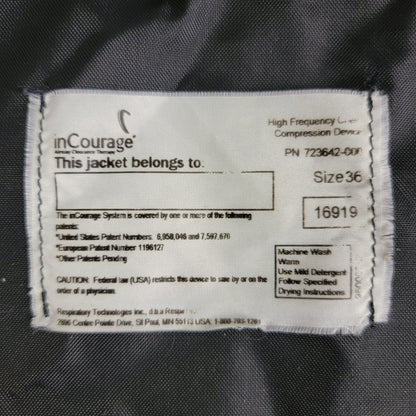 inCourage®
Airway Clearance Therapy
High Frequency Chest
Compression Device
This jacket belongs to:
PN 723642-000
Size 36
16919
The inCourage System is covered by one or more of the following
patents:
*United States Patent Numbers: 6,958,046 and 7,597,670
*European Patent Number 1196127
*Other Patents Pending
Machine Wash
Warm
Use Mild Detergent
Follow Specified
Drying Instructions
CAUTION: Federal law (USA) restricts this device to sale by or on the
order of a physician.
Respiratory Technologies Inc., d.b.a
2896 Centre Pointe Drive, St Paul, MN 55113 USA,